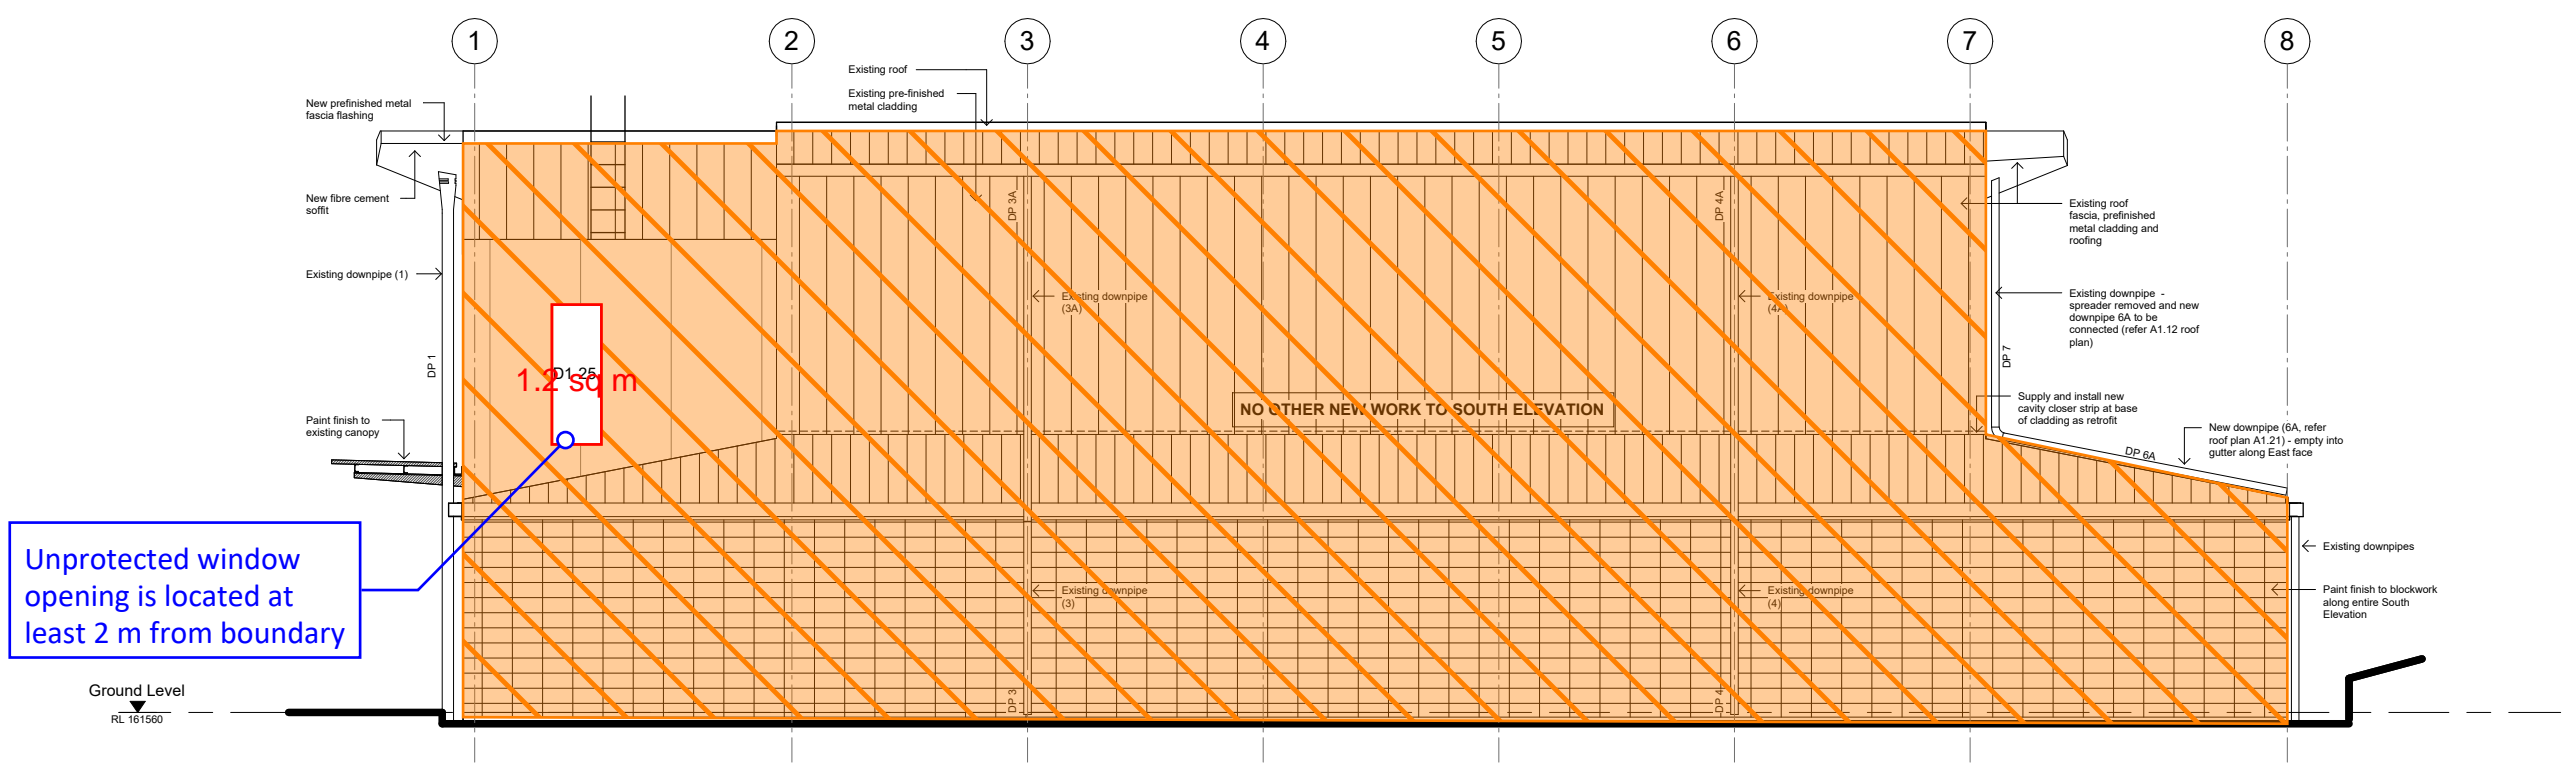 1
2
3
4
5
6
7
8
Existing roof
Existing pre-finished
metal cladding
New prefinished metal
fascia flashing
New fibre cement
soffit
Existing downpipe (1)
DP 1
Paint finish to
existing canopy
DP 3A
DP 4A
Existing downpipe
(3A)
Existing downpipe
(4A)
D1.25
1.2 sq m
NO OTHER NEW WORK TO SOUTH ELEVATION
Existing roof
fascia, prefinished
metal cladding and
roofing
Existing downpipe -
spreader removed and new
downpipe 6A to be
connected (refer A1.12 roof
plan)
DP 7
Supply and install new
cavity closer strip at base
of cladding as retrofit
New downpipe (6A, refer
roof plan A1.21) - empty into
gutter along East face
DP 6A
Unprotected window
opening is located at
least 2 m from boundary
Existing downpipe
(3)
Existing downpipe
(4)
Existing downpipes
Paint finish to blockwork
along entire South
Elevation
DP 3
DP 4
Ground Level
RL 161560